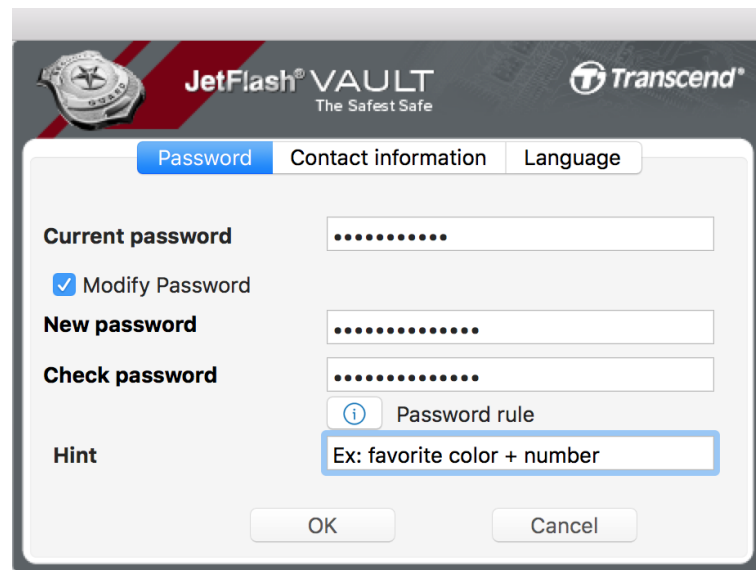 GUARD
JetFlash® VAULT
The Safest Safe
Transcend®
Password
Contact information
Language
Current password
•••••••••••
Modify Password
New password
••••••••••••••
Check password
••••••••••••••
Password rule
Hint
Ex: favorite color + number
OK
Cancel